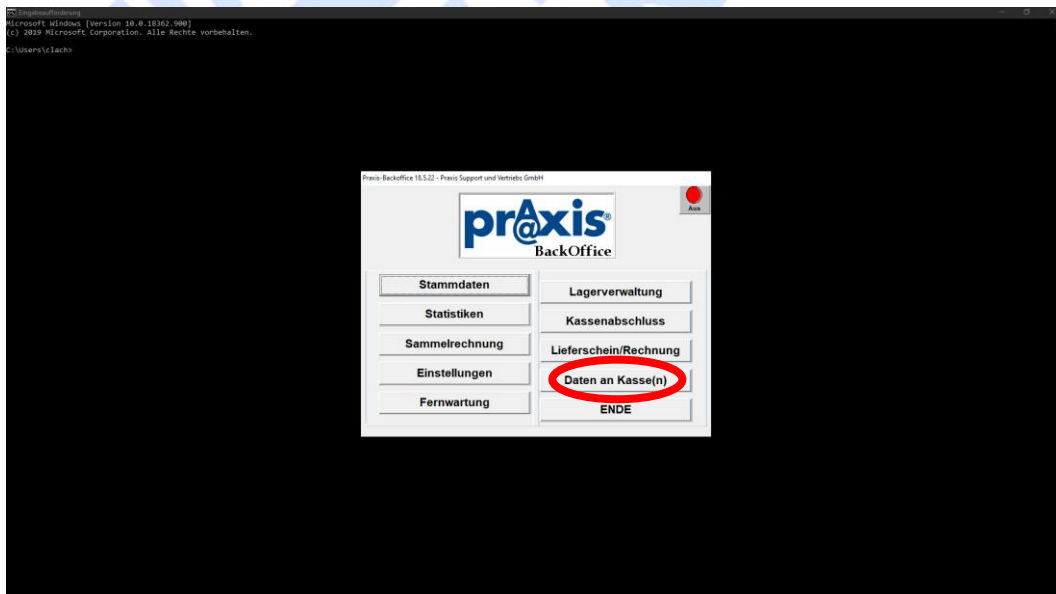 Eingabeaufforderung
Microsoft Windows [Version 10.0.18362.900]
(c) 2019 Microsoft Corporation. Alle Rechte vorbehalten.
C:\Users\clach>
Praxis-Backoffice 18.5.22 - Praxis Support und Vertriebs GmbH
pr@Axis®
BackOffice
Aus
Stammdaten
Statistiken
Sammelrechnung
Einstellungen
Fernwartung
Lagerverwaltung
Kassenabschluss
Lieferschein/Rechnung
Daten an Kasse(n)
ENDE